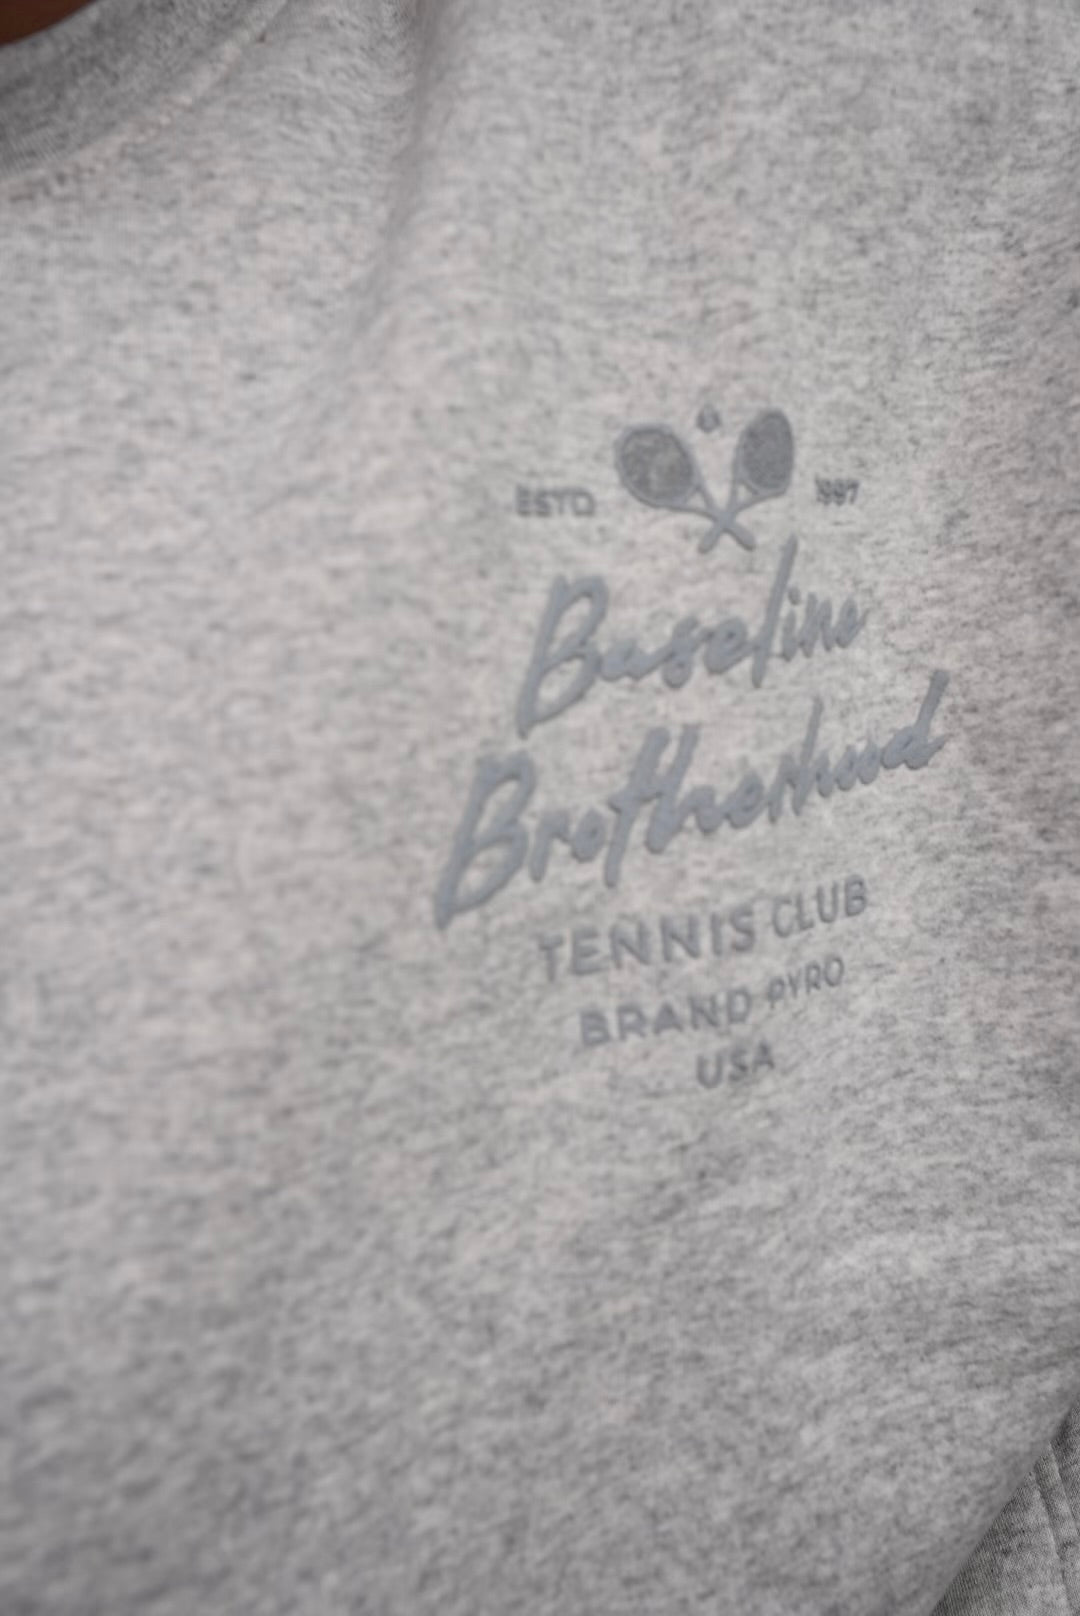 ESTD 1997
Baseline
Brotherhood
TENNIS CLUB
BRAND PYRO
USA